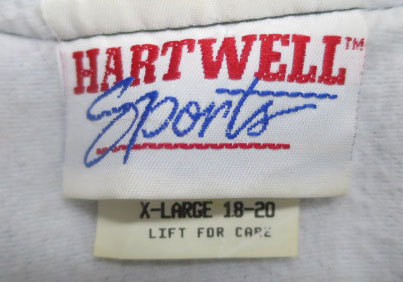 HARTWELL™
Sports
X-LARGE 18-20
LIFT FOR CARE